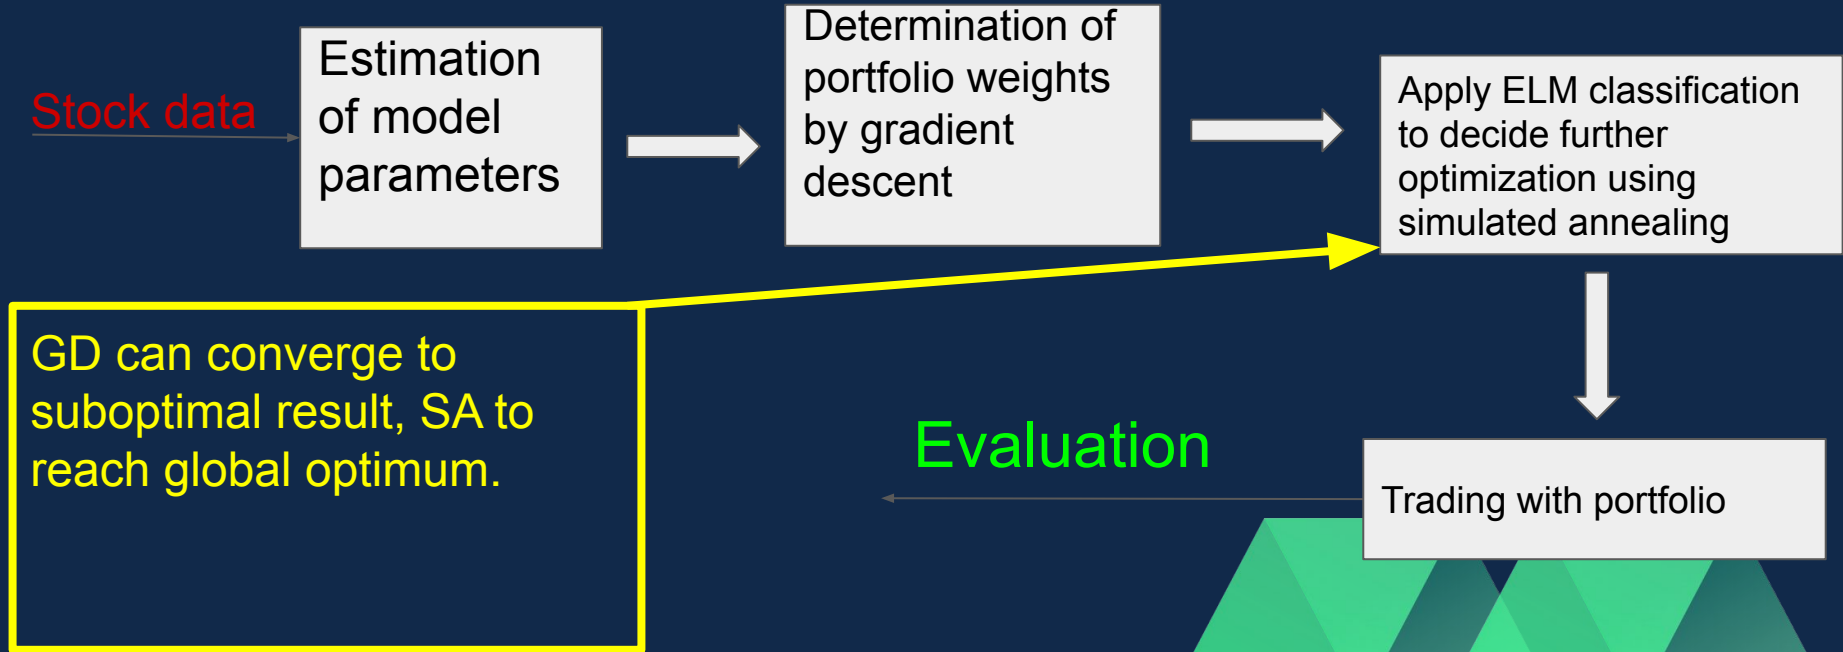 Stock data
Estimation
of model
parameters
Determination of
portfolio weights
by gradient
descent
Apply ELM classification
to decide further
optimization using
simulated annealing
GD can converge to
suboptimal result, SA to
reach global optimum.
Evaluation
Trading with portfolio